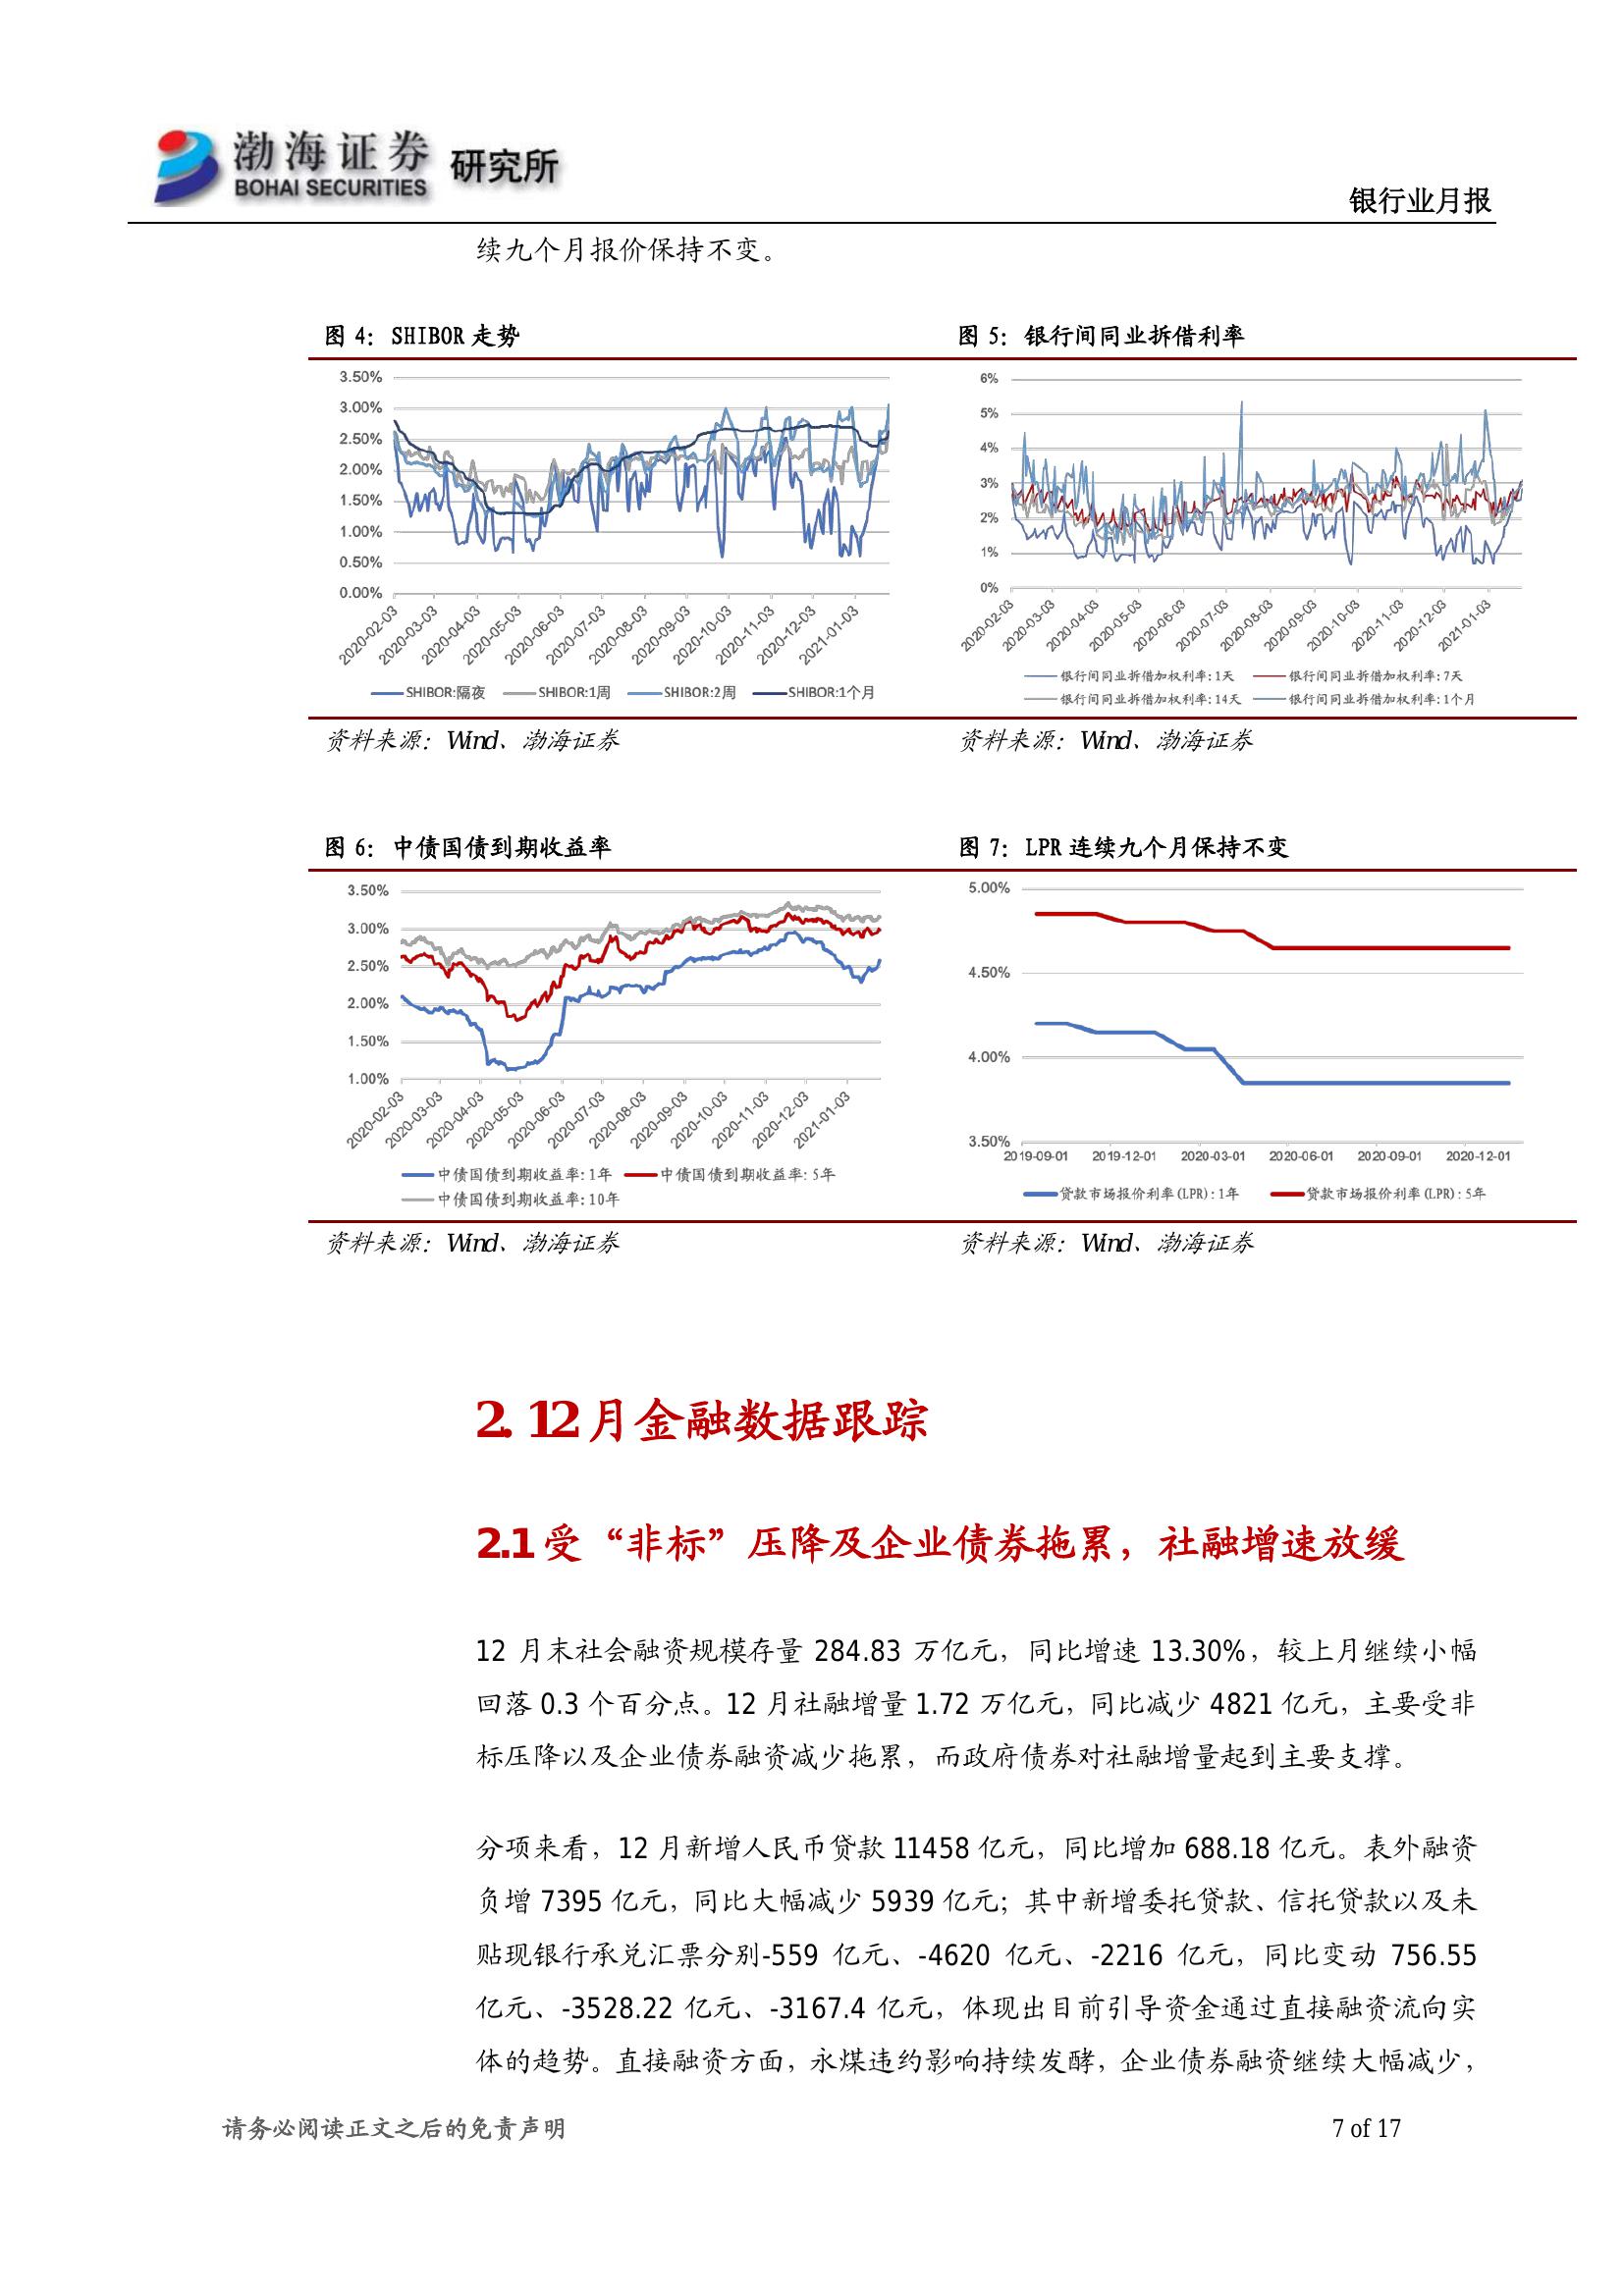 渤海证券 研究所
BOHAI SECURITIES
银行业月报
续九个月报价保持不变。
图 4：SHIBOR 走势
3.50%
3.00%
2.50%
2.00%
1.50%
1.00%
0.50%
0.00%
2020-02-03
2020-03-03
2020-04-03
2020-05-03
2020-06-03
2020-07-03
2020-08-03
2020-09-03
2020-10-03
2020-11-03
2020-12-03
2021-01-03
SHIBOR:隔夜 SHIBOR:1周 SHIBOR:2周 SHIBOR:1个月
资料来源：Wind、渤海证券
图 5：银行间同业拆借利率
6%
5%
4%
3%
2%
1%
0%
2020-02-03
2020-03-03
2020-04-03
2020-05-03
2020-06-03
2020-07-03
2020-08-03
2020-09-03
2020-10-03
2020-11-03
2020-12-03
2021-01-03
银行间同业拆借加权利率:1天 银行间同业拆借加权利率:7天
银行间同业拆借加权利率:14天 银行间同业拆借加权利率:1个月
资料来源：Wind、渤海证券
图 6：中债国债到期收益率
3.50%
3.00%
2.50%
2.00%
1.50%
1.00%
2020-02-03
2020-03-03
2020-04-03
2020-05-03
2020-06-03
2020-07-03
2020-08-03
2020-09-03
2020-10-03
2020-11-03
2020-12-03
2021-01-03
中债国债到期收益率:1年 中债国债到期收益率:5年
中债国债到期收益率:10年
资料来源：Wind、渤海证券
图 7：LPR 连续九个月保持不变
5.00%
4.50%
4.00%
3.50%
2019-09-01 2019-12-01 2020-03-01 2020-06-01 2020-09-01 2020-12-01
贷款市场报价利率(LPR):1年 贷款市场报价利率(LPR):5年
资料来源：Wind、渤海证券
2. 12 月金融数据跟踪
2.1 受“非标”压降及企业债券拖累，社融增速放缓
12 月末社会融资规模存量 284.83 万亿元，同比增速 13.30%，较上月继续小幅
回落 0.3 个百分点。12 月社融增量 1.72 万亿元，同比减少 4821 亿元，主要受非
标压降以及企业债券融资减少拖累，而政府债券对社融增量起到主要支撑。
分项来看，12 月新增人民币贷款 11458 亿元，同比增加 688.18 亿元。表外融资
负增 7395 亿元，同比大幅减少 5939 亿元；其中新增委托贷款、信托贷款以及未
贴现银行承兑汇票分别-559 亿元、-4620 亿元、-2216 亿元，同比变动 756.55
亿元、-3528.22 亿元、-3167.4 亿元，体现出目前引导资金通过直接融资流向实
体的趋势。直接融资方面，永煤违约影响持续发酵，企业债券融资继续大幅减少，
请务必阅读正文之后的免责声明
7 of 17